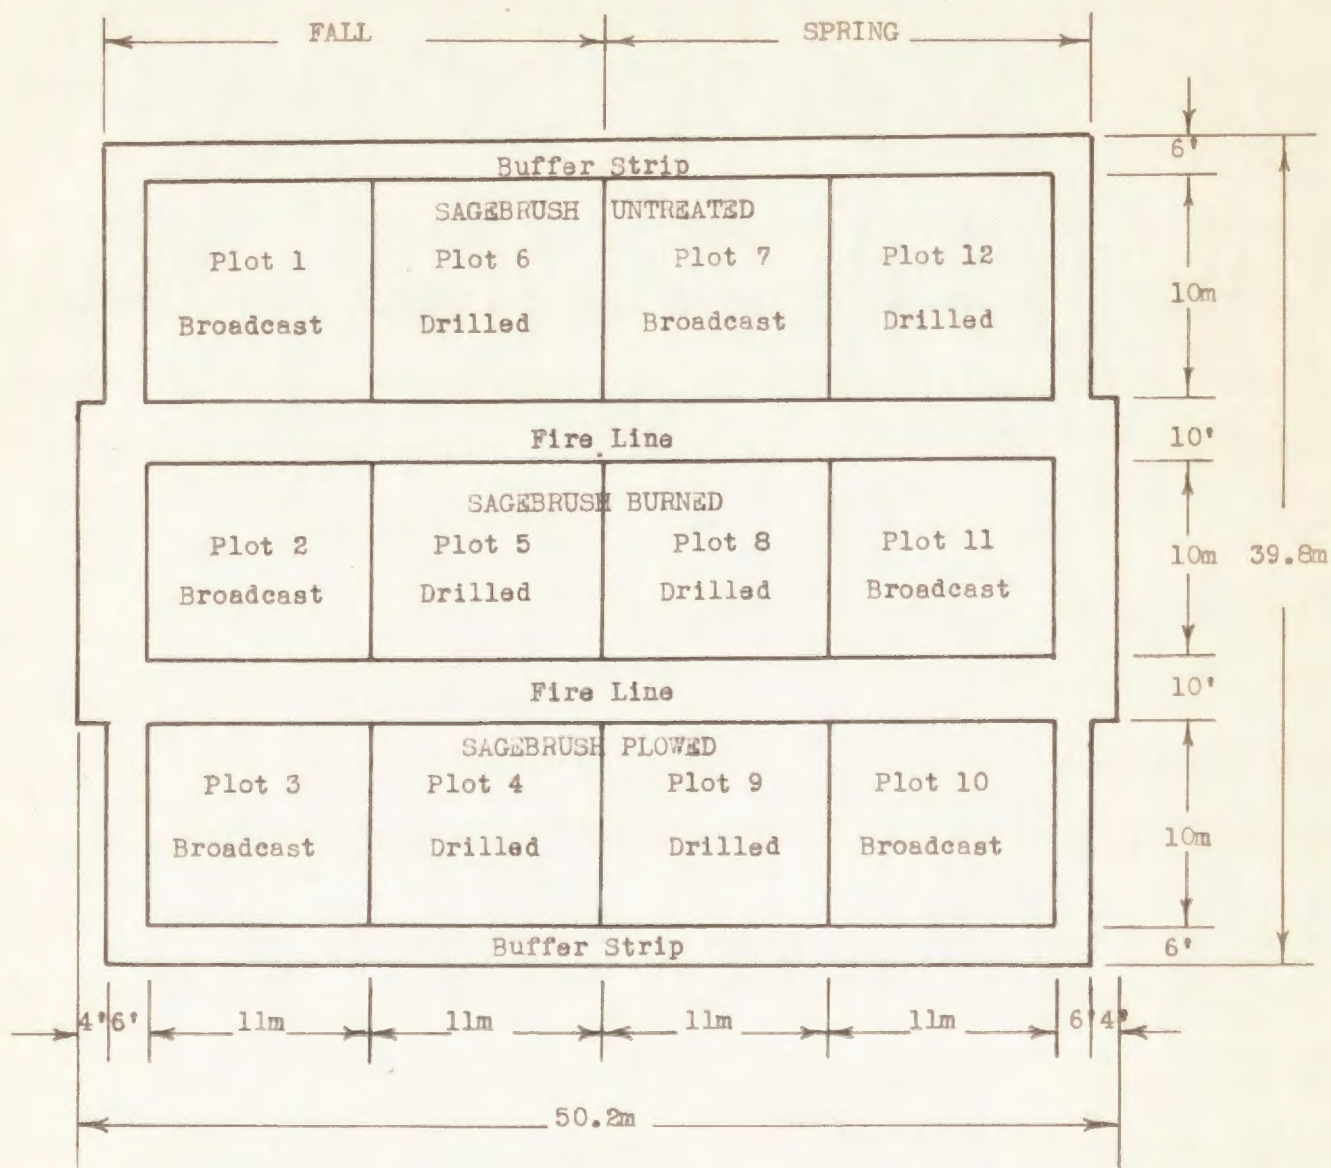 FALL SPRING
6'
Buffer Strip
SAGEBRUSH UNTREATED
Plot 1 Plot 6 Plot 7 Plot 12
10m
Broadcast Drilled Broadcast Drilled
Fire Line
10'
SAGEBRUSH BURNED
Plot 2 Plot 5 Plot 8 Plot 11
10m 39.8m
Broadcast Drilled Drilled Broadcast
Fire Line
10'
SAGEBRUSH PLOWED
Plot 3 Plot 4 Plot 9 Plot 10
10m
Broadcast Drilled Drilled Broadcast
Buffer Strip
6'
4' 6' 11m 11m 11m 11m 6' 4'
50.2m